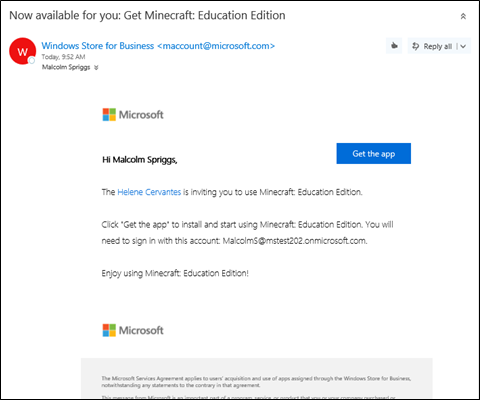 Now available for you: Get Minecraft: Education Edition
W
Windows Store for Business <maccount@microsoft.com>
Reply all
Today, 9:52 AM
Malcolm Spriggs
Microsoft
Get the app
Hi Malcolm Spriggs,
The Helene Cervantes is inviting you to use Minecraft: Education Edition.
Click "Get the app" to install and start using Minecraft: Education Edition. You will
need to sign in with this account: MalcolmS@mstest202.onmicrosoft.com.
Enjoy using Minecraft: Education Edition!
Microsoft
The Microsoft Services Agreement applies to users' acquisition and use of apps assigned through the Windows Store for Business,
notwithstanding any statements to the contrary in that agreement.
This message from Microsoft is an important part of a program, service, or product that you or your company purchased or